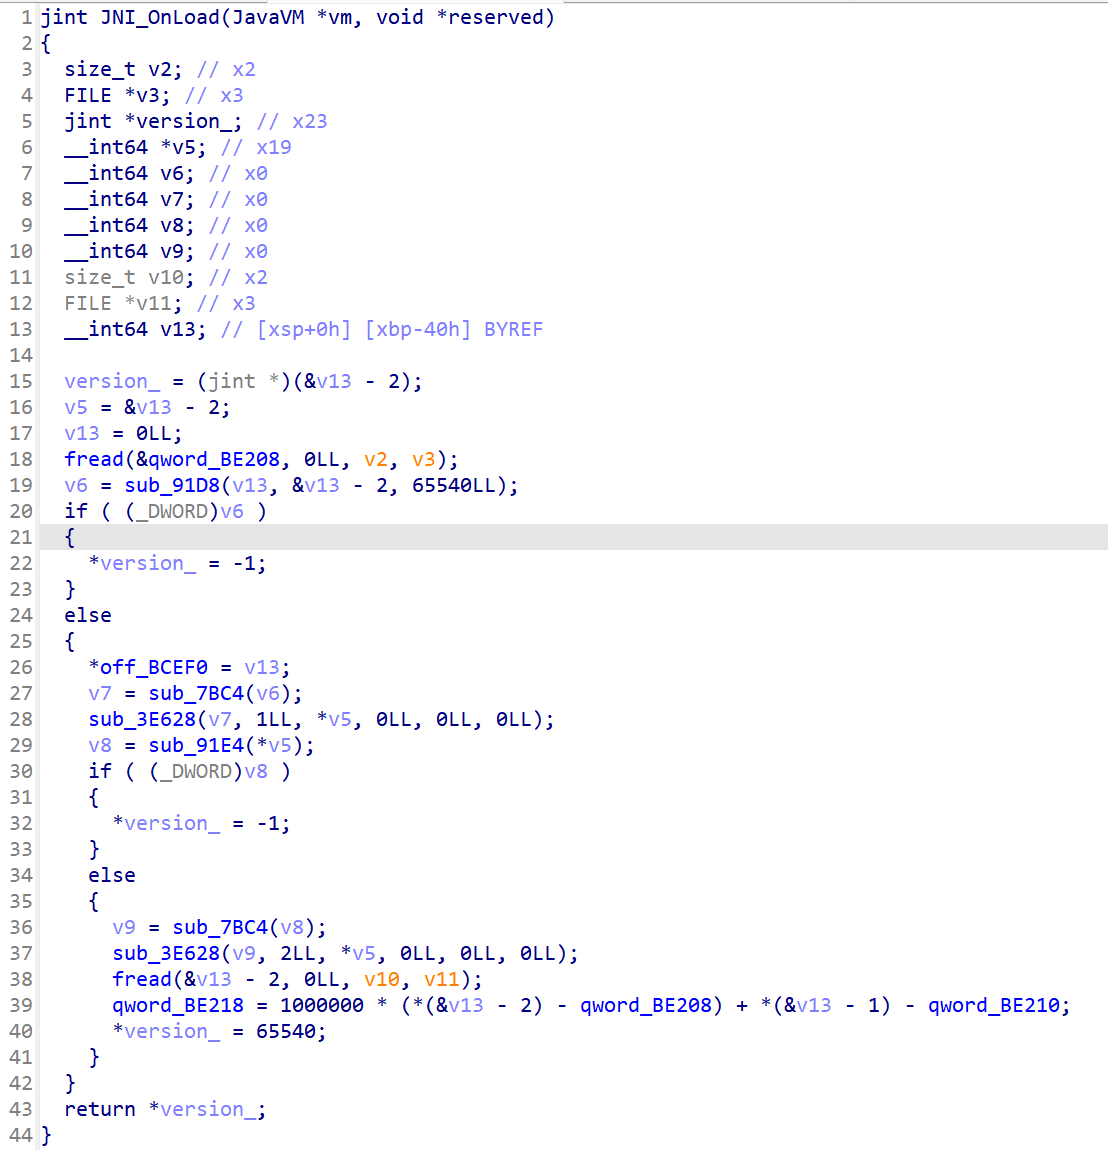 1 jint JNI_OnLoad(JavaVM *vm, void *reserved)
2 {
3   size_t v2; // x2
4   FILE *v3; // x3
5   jint *version_; // x23
6   __int64 *v5; // x19
7   __int64 v6; // x0
8   __int64 v7; // x0
9   __int64 v8; // x0
10   __int64 v9; // x0
11   size_t v10; // x2
12   FILE *v11; // x3
13   __int64 v13; // [xsp+0h] [xbp-40h] BYREF
14
15   version_ = (jint *)(&v13 - 2);
16   v5 = &v13 - 2;
17   v13 = 0LL;
18   fread(&qword_BE208, 0LL, v2, v3);
19   v6 = sub_91D8(v13, &v13 - 2, 65540LL);
20   if ( (_DWORD)v6 )
21   {
22     *version_ = -1;
23   }
24   else
25   {
26     *off_BCEF0 = v13;
27     v7 = sub_7BC4(v6);
28     sub_3E628(v7, 1LL, *v5, 0LL, 0LL, 0LL);
29     v8 = sub_91E4(*v5);
30     if ( (_DWORD)v8 )
31     {
32       *version_ = -1;
33     }
34     else
35     {
36       v9 = sub_7BC4(v8);
37       sub_3E628(v9, 2LL, *v5, 0LL, 0LL, 0LL);
38       fread(&v13 - 2, 0LL, v10, v11);
39       qword_BE218 = 1000000 * (*(&v13 - 2) - qword_BE208) + *(&v13 - 1) - qword_BE210;
40       *version_ = 65540;
41     }
42   }
43   return *version_;
44 }